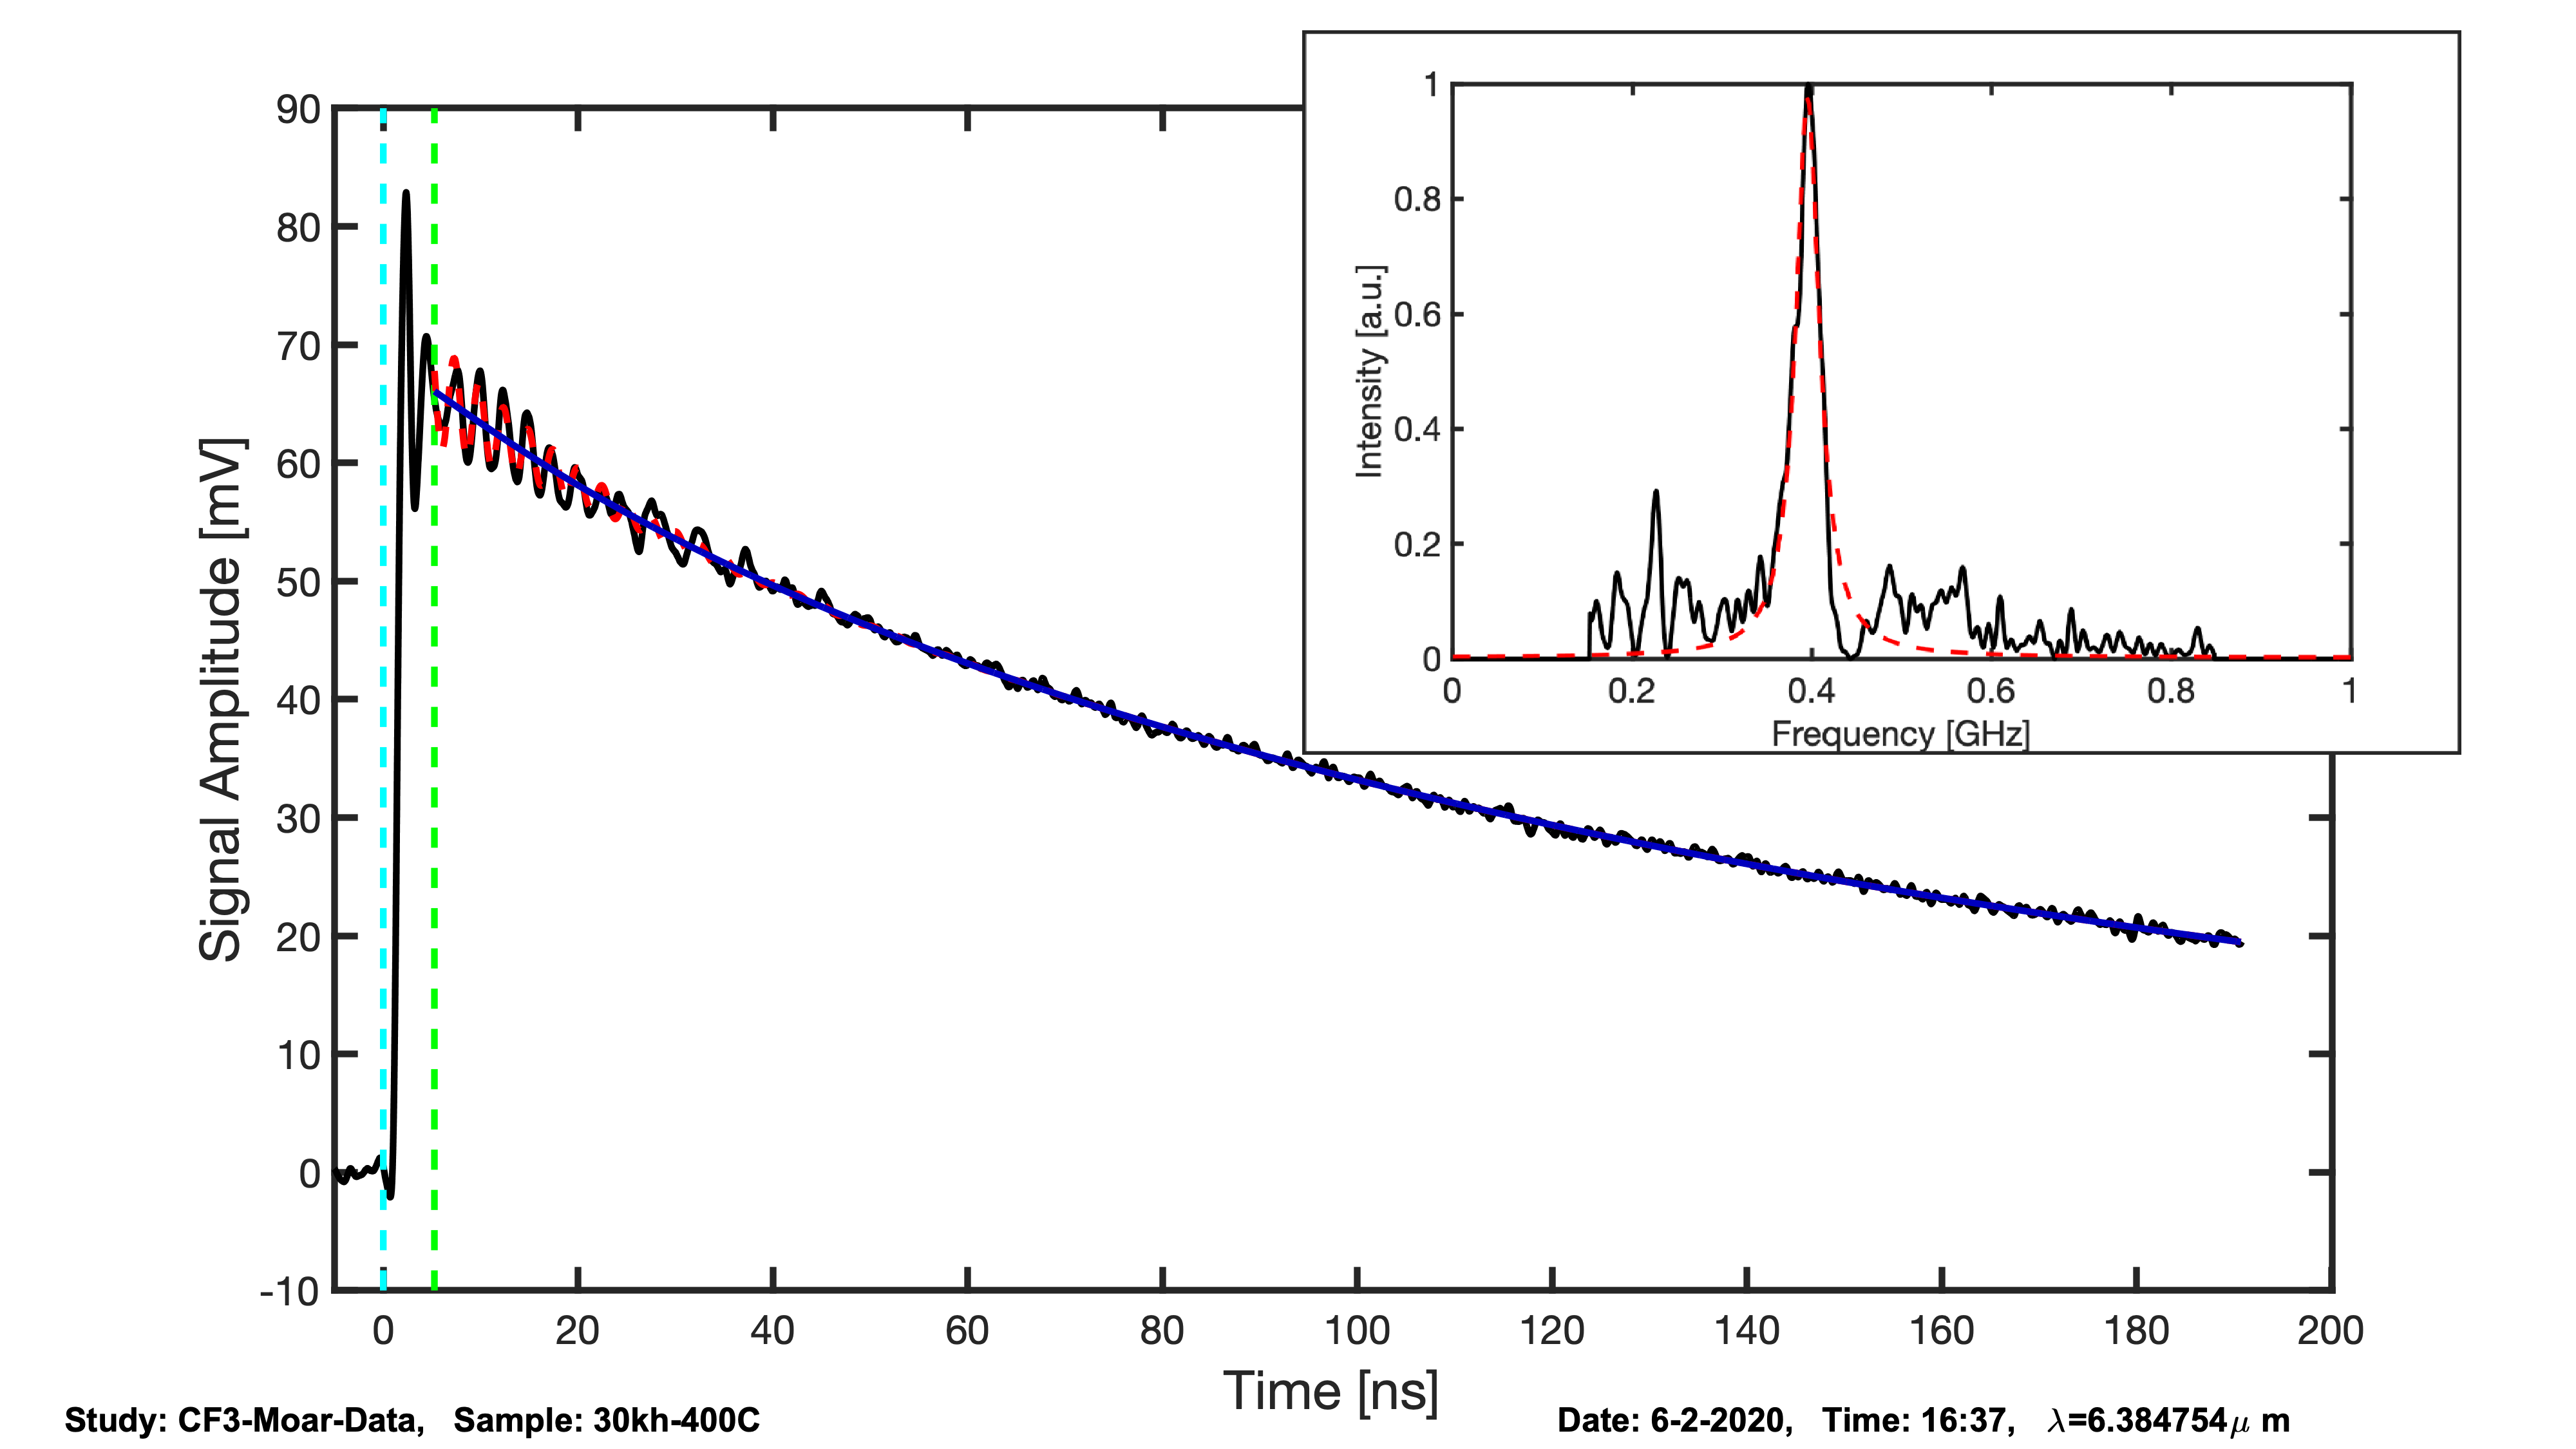 90
80
70
60
50
40
30
20
10
0
-10
Signal Amplitude [mV]
0 20 40 60 80 100 120 140 160 180 200
Time [ns]
1
0.8
0.6
0.4
0.2
0
Intensity [a.u.]
0 0.2 0.4 0.6 0.8 1
Frequency [GHz]
Study: CF3-Moar-Data, Sample: 30kh-400C
Date: 6-2-2020, Time: 16:37, λ=6.384754μ m